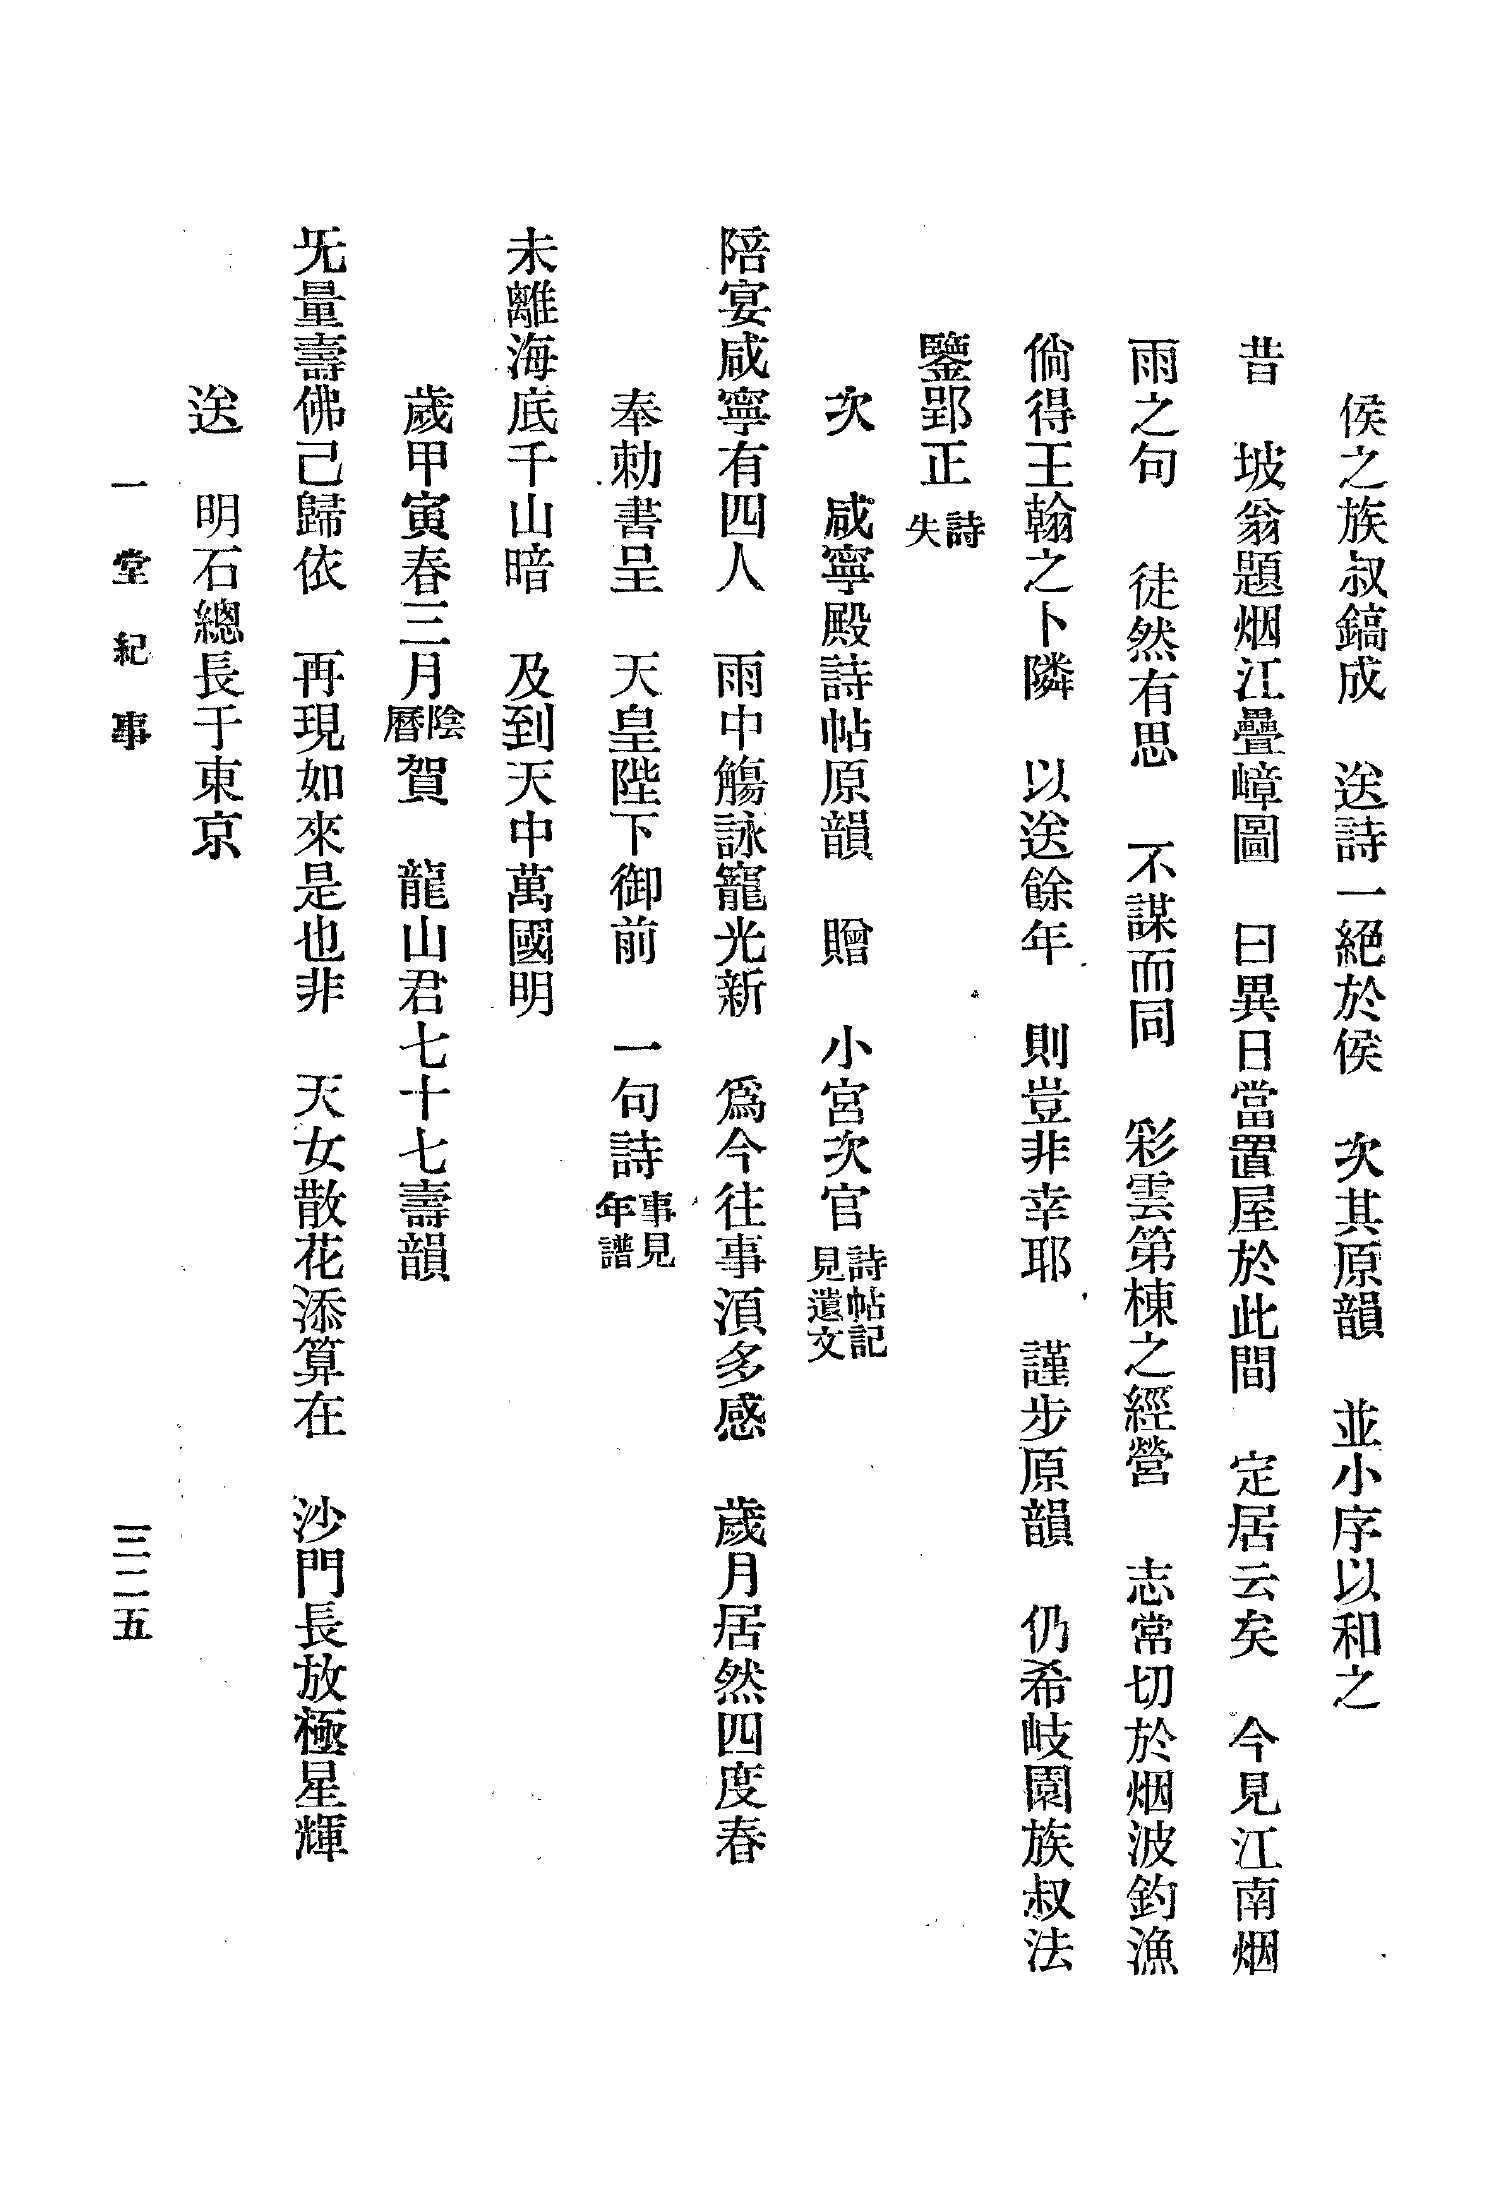 侯之族叔鎬成　送詩一絕於侯　次其原韻　並小序以和之
昔　坡翁題烟江疊嶂圖　曰異日當置屋於此間　定居云矣　今見江南烟
雨之句　徒然有思　不謀而同　彩雲第棟之經營　志常切於烟波釣漁
倘得王翰之卜隣　以送餘年　則豈非幸耶　謹步原韻　仍希岐園族叔法
鑒郢正 詩失
次　咸寧殿詩帖原韻　贈　小宮次官 詩帖記見遺文
陪宴咸寧有四人　雨中觴詠寵光新　爲今往事湏多感　歲月居然四度春
奉勅書呈　天皇陛下御前　一句詩 事見年譜
未離海底千山暗　及到天中萬國明
歲甲寅春三月 陰曆 賀　龍山君七十七壽韻
旡量壽佛己歸依　再現如來是也非　天女散花添算在　沙門長放極星輝
送　明石總長于東京
一堂紀事
三二五